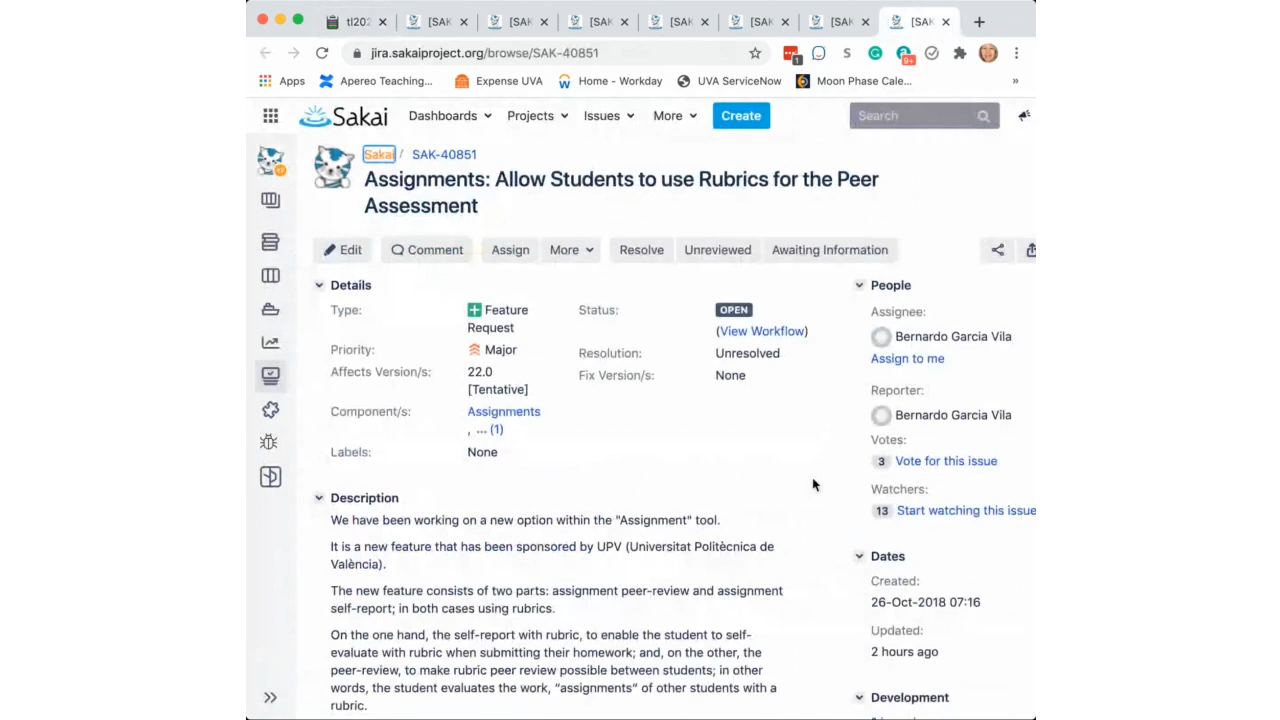 tl202
[SAK
[SAK
[SAK
[SAK
[SAK
[SAK
[SAK
jira.sakaiproject.org/browse/SAK-40851
1
S
9+
Apps
Apereo Teaching...
Expense UVA
Home - Workday
UVA ServiceNow
Moon Phase Cale...
»
Sakai
Dashboards
Projects
Issues
More
Create
Search
Sakai / SAK-40851
Assignments: Allow Students to use Rubrics for the Peer
Assessment
Edit
Comment
Assign
More
Resolve
Unreviewed
Awaiting Information
Details
Type: Feature
Request
Status: OPEN
(View Workflow)
Priority: Major
Resolution: Unresolved
Affects Version/s: 22.0
[Tentative]
Fix Version/s: None
Component/s: Assignments
, ... (1)
Labels: None
People
Assignee:
Bernardo Garcia Vila
Assign to me
Reporter:
Bernardo Garcia Vila
Votes:
3 Vote for this issue
Watchers:
13 Start watching this issue
Description
We have been working on a new option within the "Assignment" tool.
It is a new feature that has been sponsored by UPV (Universitat Politècnica de
València).
The new feature consists of two parts: assignment peer-review and assignment
self-report; in both cases using rubrics.
On the one hand, the self-report with rubric, to enable the student to self-
evaluate with rubric when submitting their homework; and, on the other, the
peer-review, to make rubric peer review possible between students; in other
words, the student evaluates the work, “assignments” of other students with a
rubric.
Dates
Created:
26-Oct-2018 07:16
Updated:
2 hours ago
Development